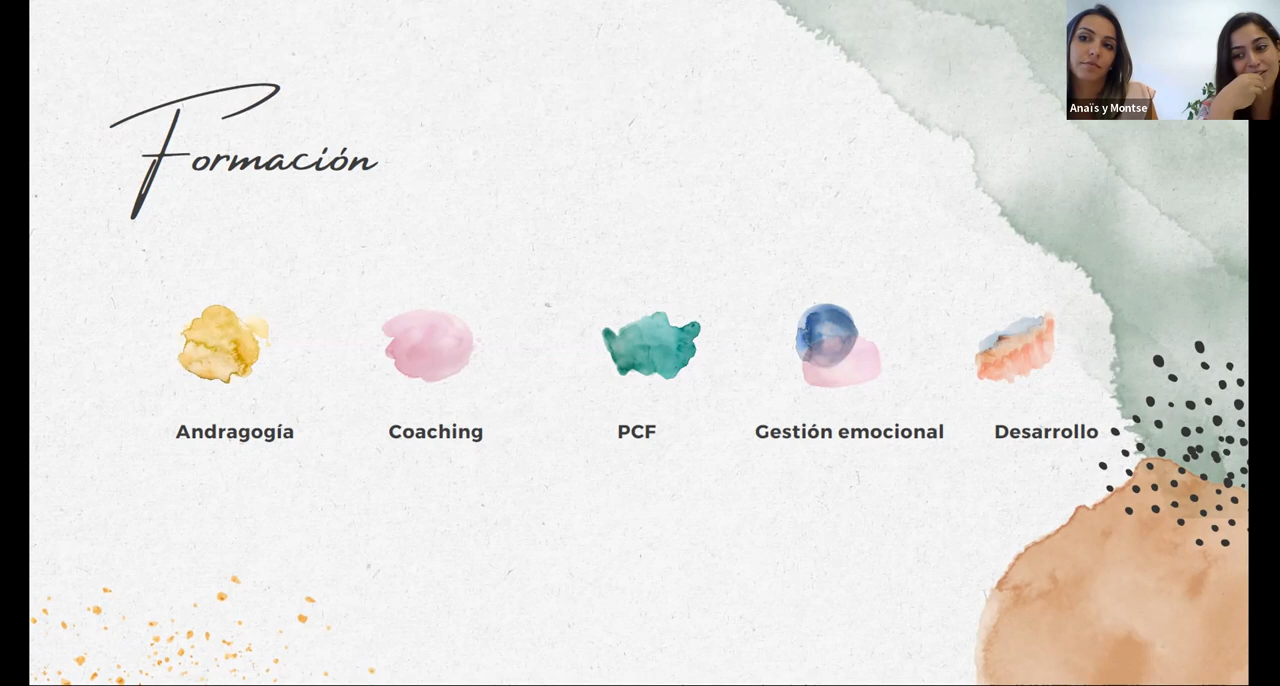 Anaïs y Montse
Formación
Andragogía
Coaching
PCF
Gestión emocional
Desarrollo